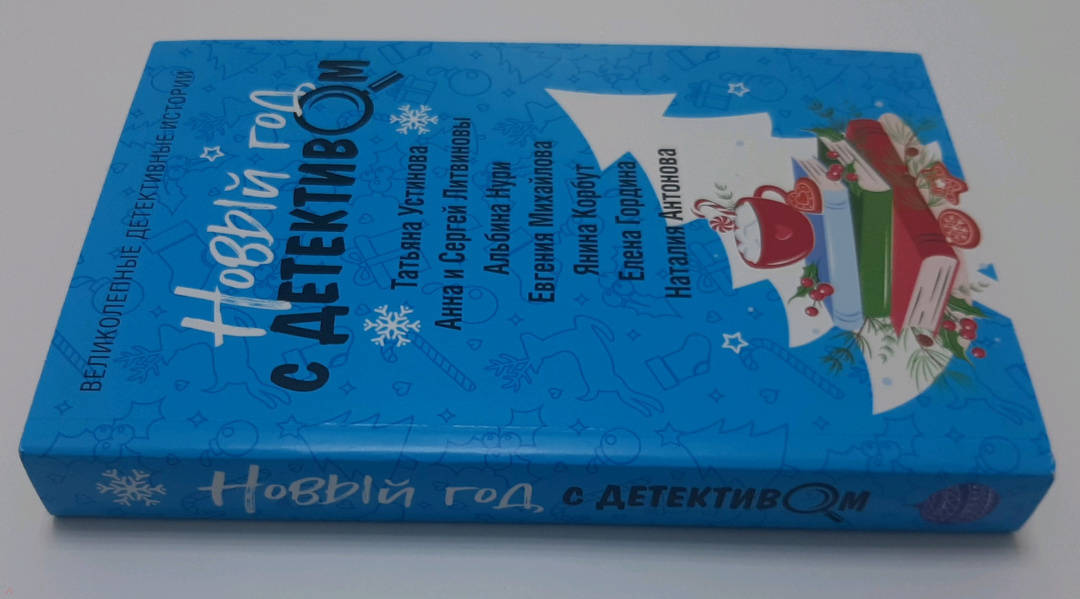 ВЕЛИКОЛЕПНЫЕ ДЕТЕКТИВНЫЕ ИСТОРИИ
Новый год
с детективом
Татьяна Устинова
Анна и Сергей Литвиновы
Альбина Нури
Евгения Михайлова
Янина Корбут
Елена Гордина
Наталия Антонова
Новый год с детективом